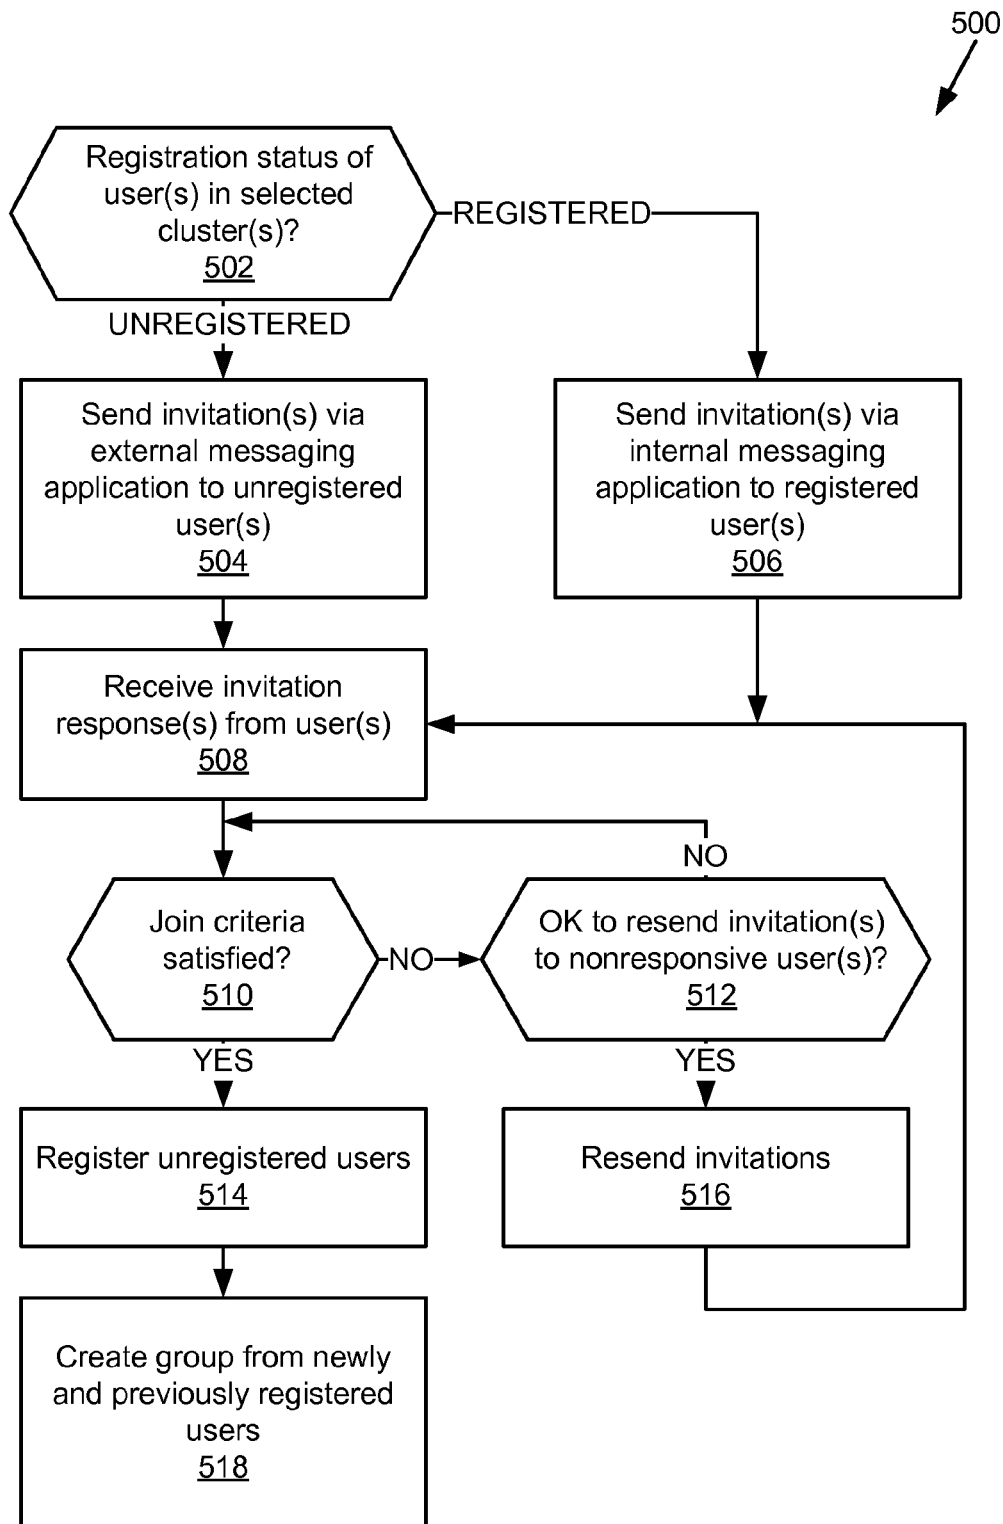 500
Registration status of
user(s) in selected
cluster(s)?
502
REGISTERED
UNREGISTERED
Send invitation(s) via
external messaging
application to unregistered
user(s)
504
Send invitation(s) via
internal messaging
application to registered
user(s)
506
Receive invitation
response(s) from user(s)
508
NO
Join criteria
satisfied?
510
NO
OK to resend invitation(s)
to nonresponsive user(s)?
512
YES
YES
Register unregistered users
514
Resend invitations
516
Create group from newly
and previously registered
users
518